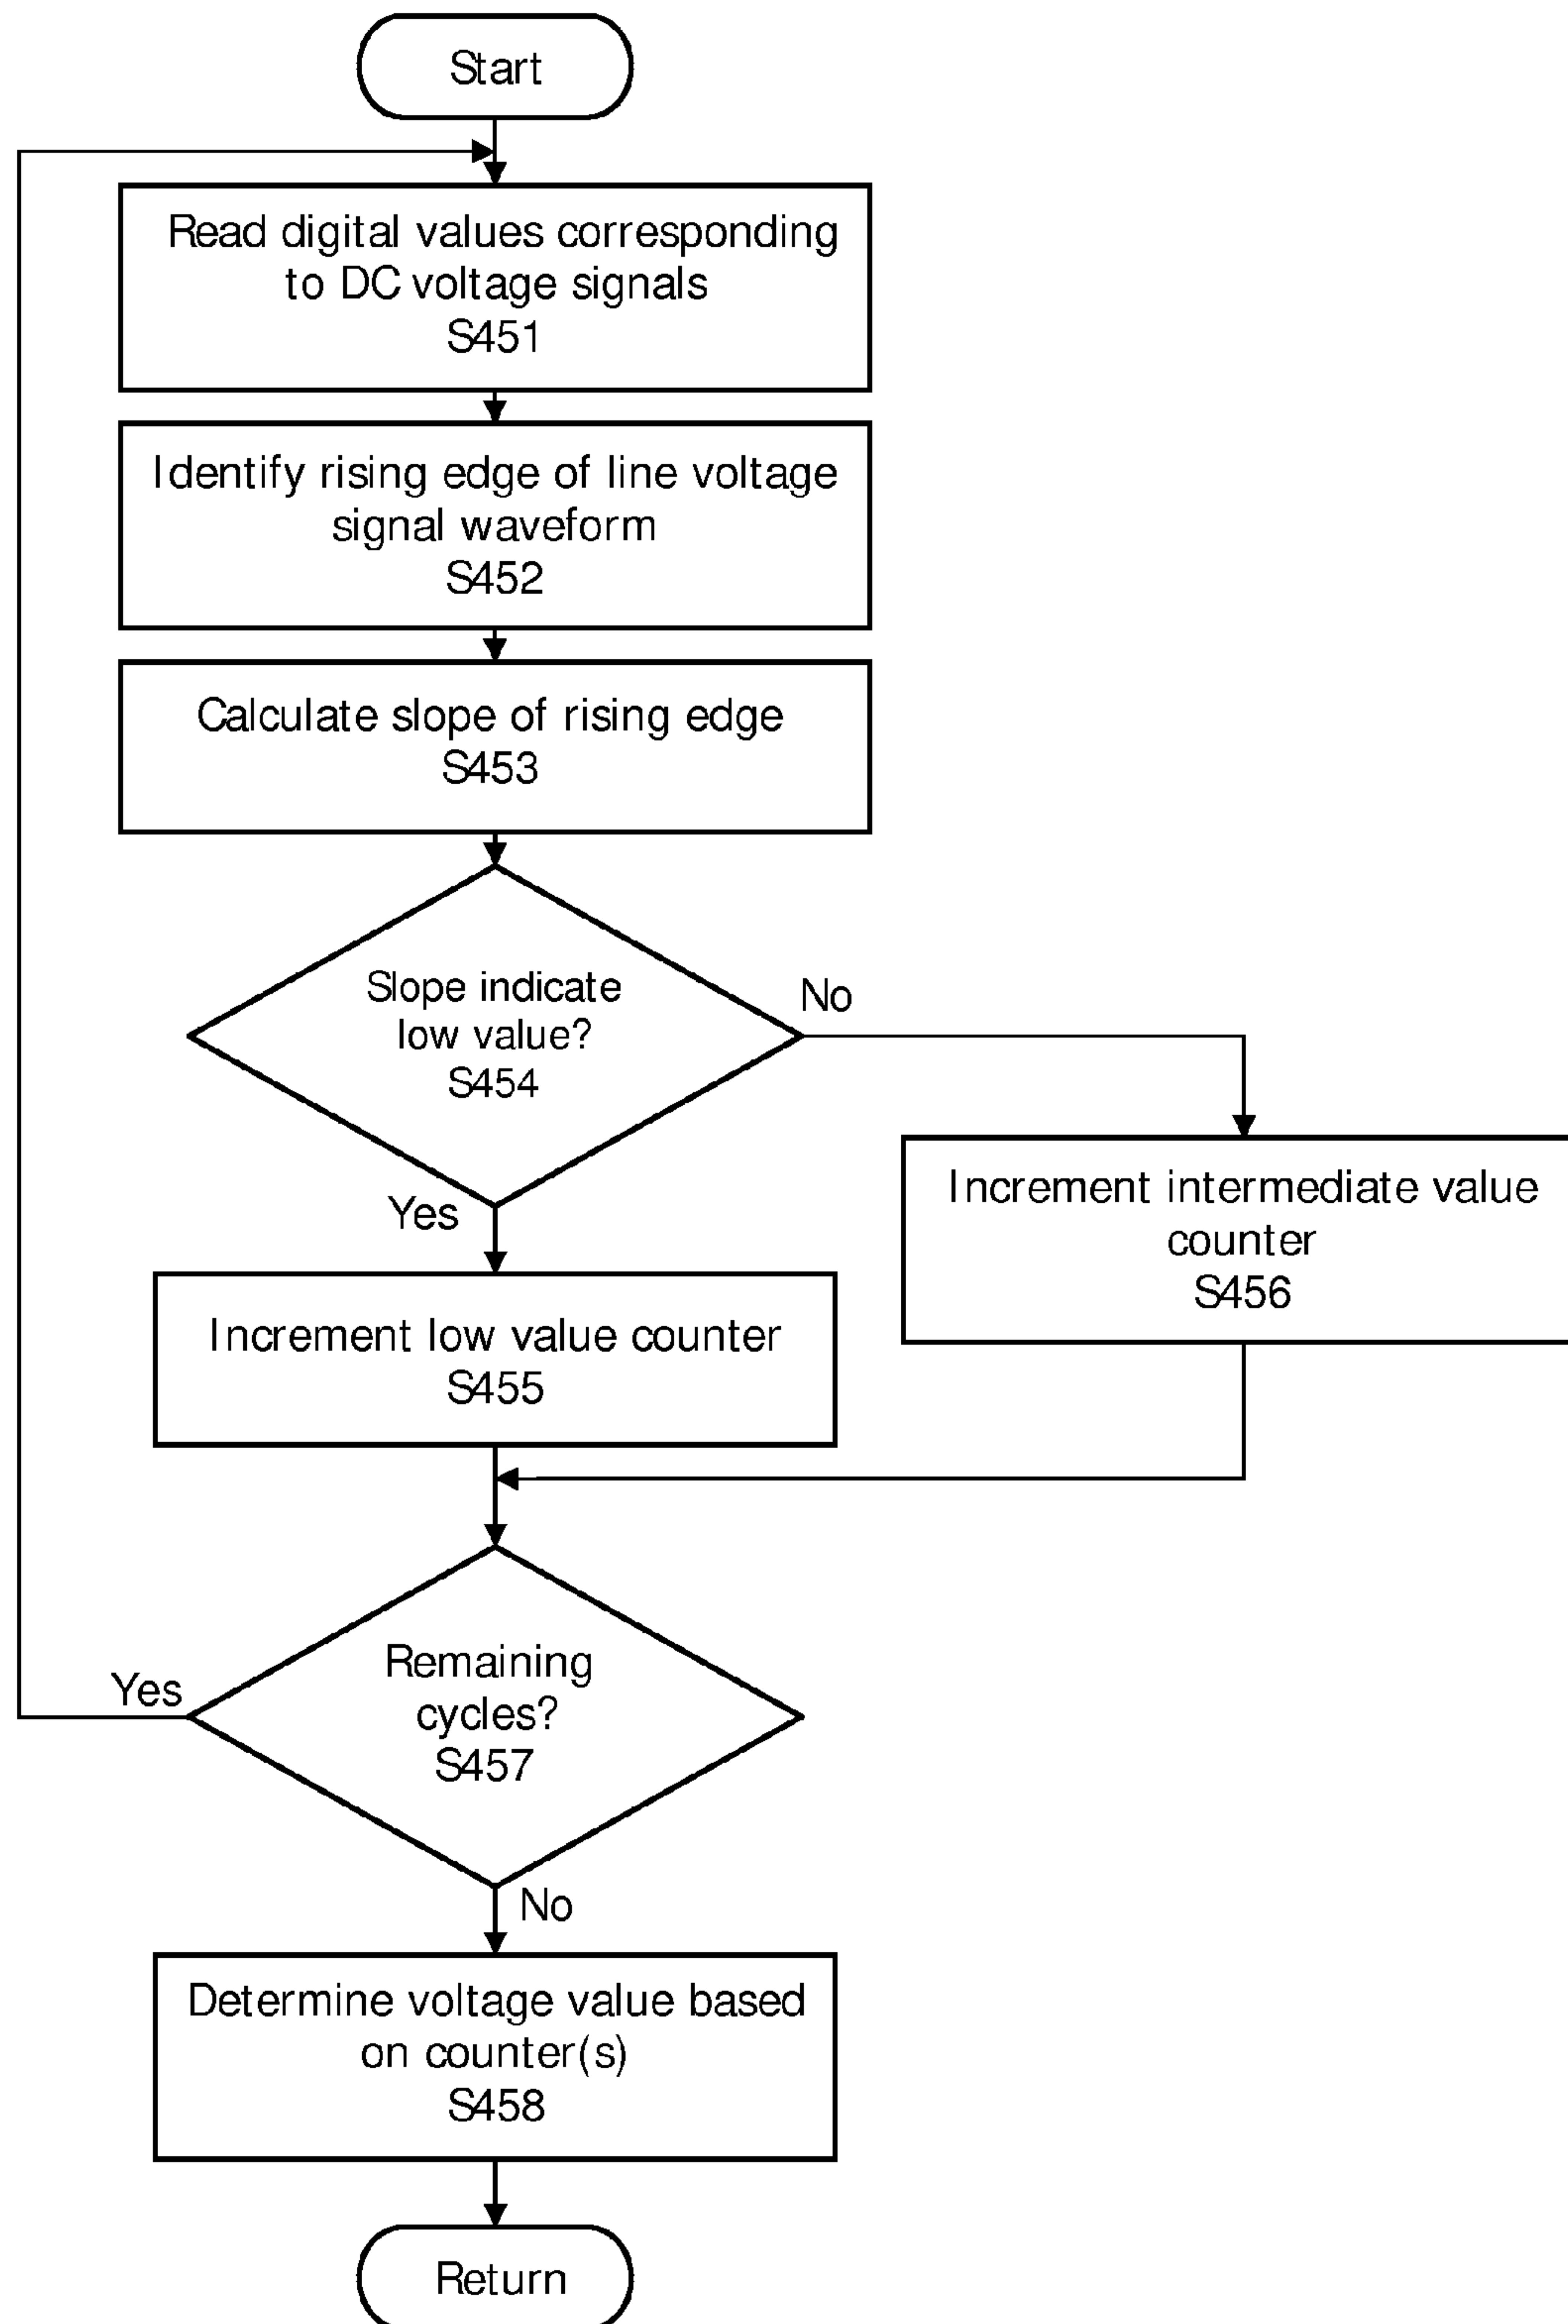 Start
Read digital values corresponding
to DC voltage signals
S451
Identify rising edge of line voltage
signal waveform
S452
Calculate slope of rising edge
S453
Slope indicate
low value?
S454
No
Yes
Increment intermediate value
counter
S456
Increment low value counter
S455
Remaining
cycles?
S457
Yes
No
Determine voltage value based
on counter(s)
S458
Return